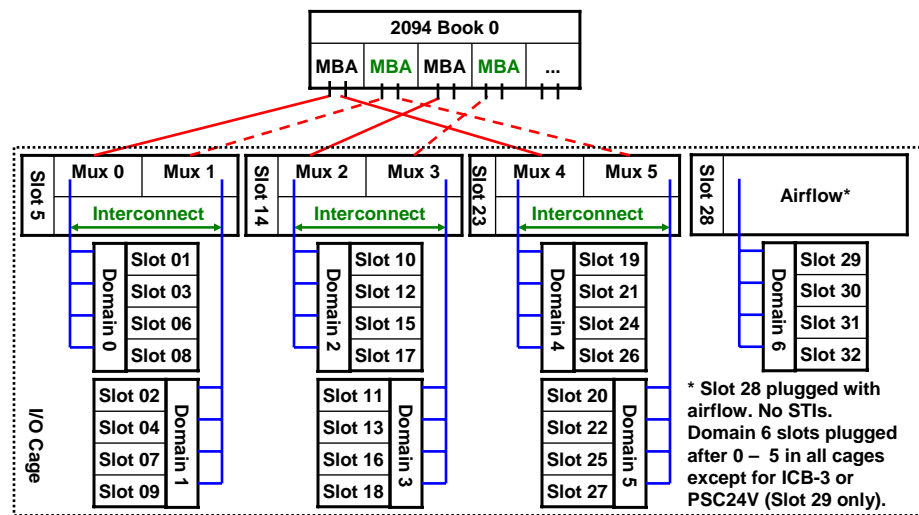 2094 Book 0
MBA MBA MBA MBA ...
Slot 5
Mux 0 Mux 1
Interconnect
Slot 14
Mux 2 Mux 3
Interconnect
Slot 23
Mux 4 Mux 5
Interconnect
Slot 28
Airflow*
Domain 0
Slot 01
Slot 03
Slot 06
Slot 08
Domain 2
Slot 10
Slot 12
Slot 15
Slot 17
Domain 4
Slot 19
Slot 21
Slot 24
Slot 26
Domain 6
Slot 29
Slot 30
Slot 31
Slot 32
I/O Cage
Slot 02
Slot 04
Slot 07
Slot 09
Domain 1
Slot 11
Slot 13
Slot 16
Slot 18
Domain 3
Slot 20
Slot 22
Slot 25
Slot 27
Domain 5
* Slot 28 plugged with
airflow. No STIs.
Domain 6 slots plugged
after 0 – 5 in all cages
except for ICB-3 or
PSC24V (Slot 29 only).